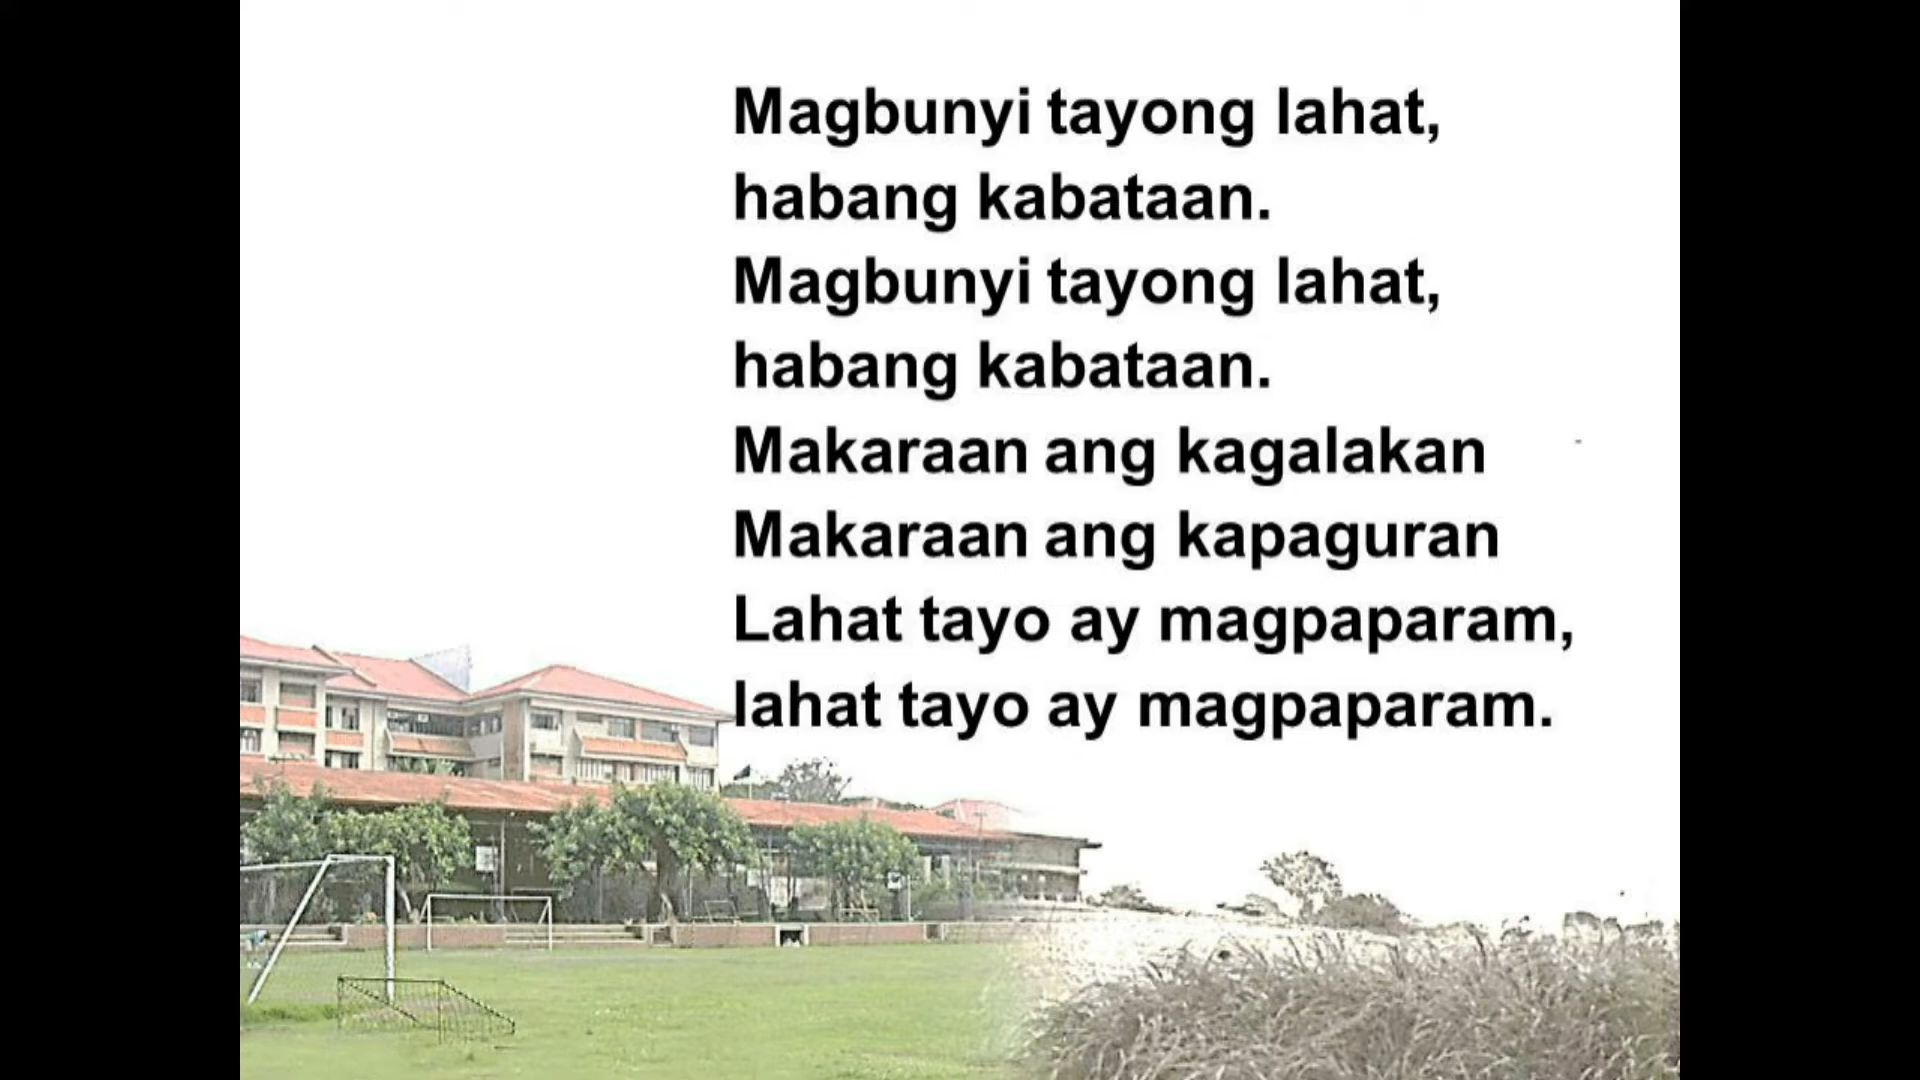 Magbunyi tayong lahat,
habang kabataan.
Magbunyi tayong lahat,
habang kabataan.
Makaraan ang kagalakan
Makaraan ang kapaguran
Lahat tayo ay magpaparam,
lahat tayo ay magpaparam.